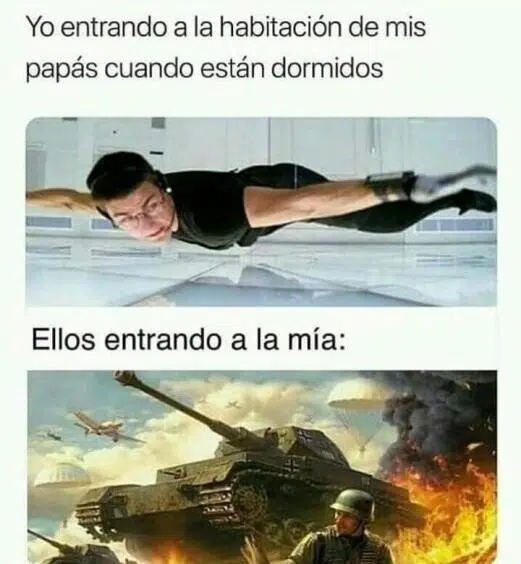 Yo entrando a la habitación de mis
papás cuando están dormidos
Ellos entrando a la mía: